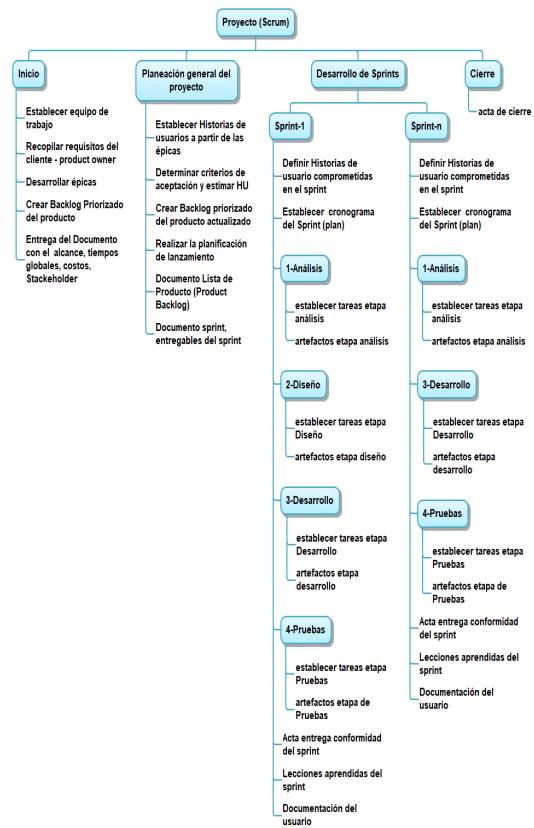 Proyecto (Scrum)
Inicio
Establecer equipo de
trabajo
Recopilar requisitos del
cliente - product owner
Desarrollar épicas
Crear Backlog Priorizado
del producto
Entrega del Documento
con el alcance, tiempos
globales, costos,
Stackeholder
Planeación general del
proyecto
Establecer Historias de
usuarios a partir de las
épicas
Determinar criterios de
aceptación y estimar HU
Crear Backlog priorizado
del producto actualizado
Realizar la planificación
de lanzamiento
Documento Lista de
Producto (Product
Backlog)
Documento sprint,
entregables del sprint
Desarrollo de Sprints
Sprint-1
Definir Historias de
usuario comprometidas
en el sprint
Establecer cronograma
del Sprint (plan)
1-Análisis
establecer tareas etapa
análisis
artefactos etapa análisis
2-Diseño
establecer tareas etapa
Diseño
artefactos etapa diseño
3-Desarrollo
establecer tareas etapa
Desarrollo
artefactos etapa
desarrollo
4-Pruebas
establecer tareas etapa
Pruebas
artefactos etapa de
Pruebas
Acta entrega conformidad
del sprint
Lecciones aprendidas del
sprint
Documentación del
usuario
Sprint-n
Definir Historias de
usuario comprometidas
en el sprint
Establecer cronograma
del Sprint (plan)
1-Análisis
establecer tareas etapa
análisis
artefactos etapa análisis
3-Desarrollo
establecer tareas etapa
Desarrollo
artefactos etapa
desarrollo
4-Pruebas
establecer tareas etapa
Pruebas
artefactos etapa de
Pruebas
Acta entrega conformidad
del sprint
Lecciones aprendidas del
sprint
Documentación del
usuario
Cierre
acta de cierre